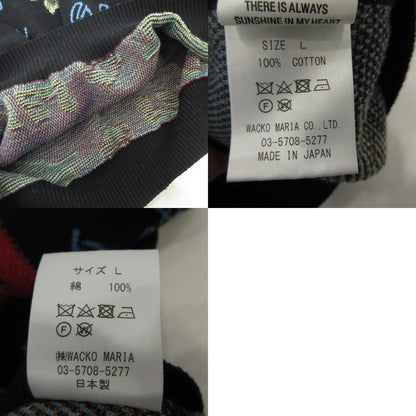 THERE IS ALWAYS
SUNSHINE IN MY HEART
SIZE L
100% COTTON
F W
WACKO MARIA CO.,LTD.
03-5708-5277
MADE IN JAPAN
サイズ L
綿 100%
F W
㈱WACKO MARIA
03-5708-5277
日本製